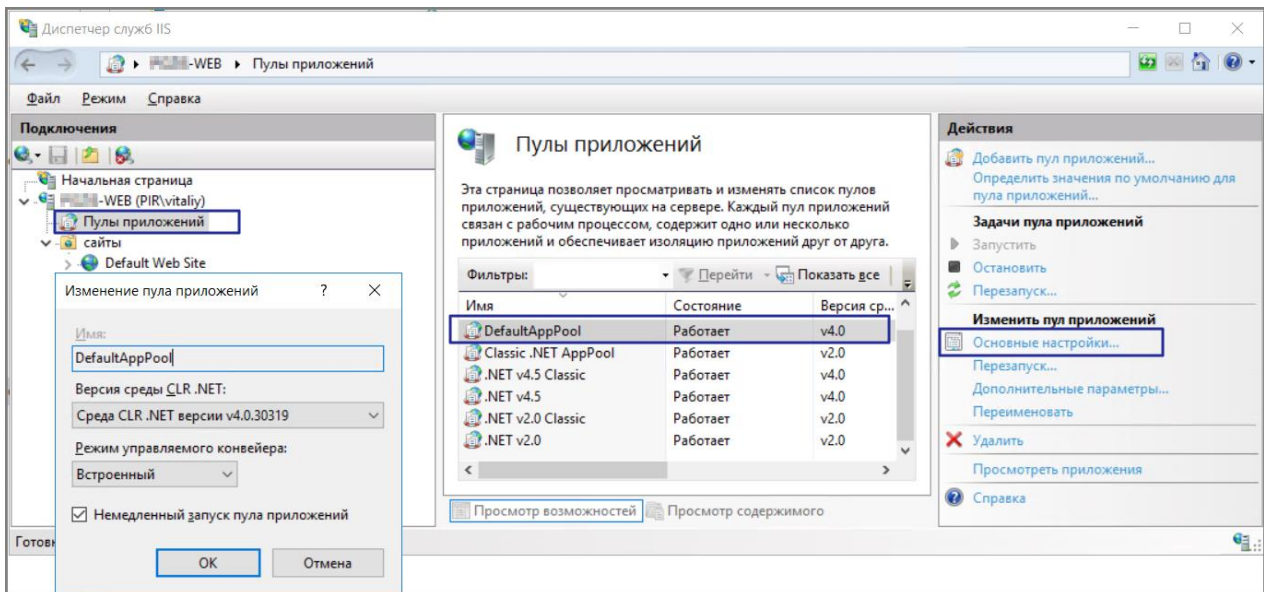 Диспетчер служб IIS
-WEB
Пулы приложений
Файл Режим Справка
Подключения
Начальная страница
-WEB (PIR\vitaliy)
Пулы приложений
сайты
Default Web Site
Изменение пула приложений ?
Имя:
DefaultAppPool
Версия среды CLR .NET:
Среда CLR .NET версии v4.0.30319
Режим управляемого конвейера:
Встроенный
Немедленный запуск пула приложений
OK Отмена
Пулы приложений
Эта страница позволяет просматривать и изменять список пулов
приложений, существующих на сервере. Каждый пул приложений
связан с рабочим процессом, содержит одно или несколько
приложений и обеспечивает изоляцию приложений друг от друга.
Фильтры: Перейти Показать все
Имя Состояние Версия ср...
DefaultAppPool Работает v4.0
Classic .NET AppPool Работает v2.0
.NET v4.5 Classic Работает v4.0
.NET v4.5 Работает v4.0
.NET v2.0 Classic Работает v2.0
.NET v2.0 Работает v2.0
Просмотр возможностей Просмотр содержимого
Действия
Добавить пул приложений...
Определить значения по умолчанию для
пула приложений...
Задачи пула приложений
Запустить
Остановить
Перезапуск...
Изменить пул приложений
Основные настройки...
Перезапуск...
Дополнительные параметры...
Переименовать
Удалить
Просмотреть приложения
Справка